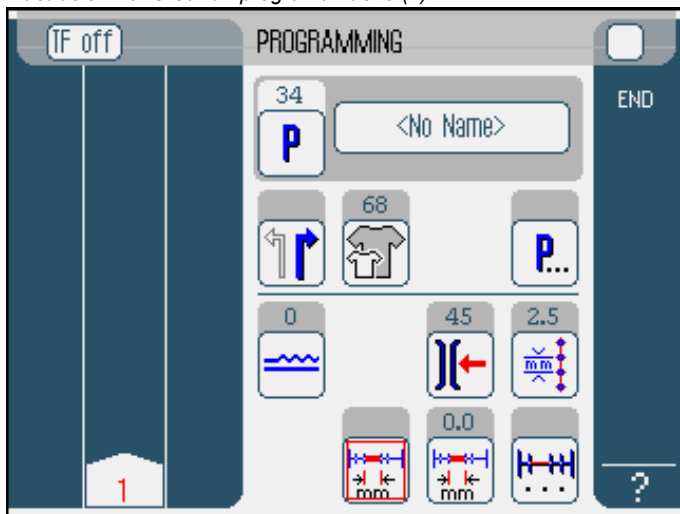 TF off
PROGRAMMING
END
34
P
<No Name>
68
P...
0
45
2.5
mm
0.0
mm
mm
...
1
?